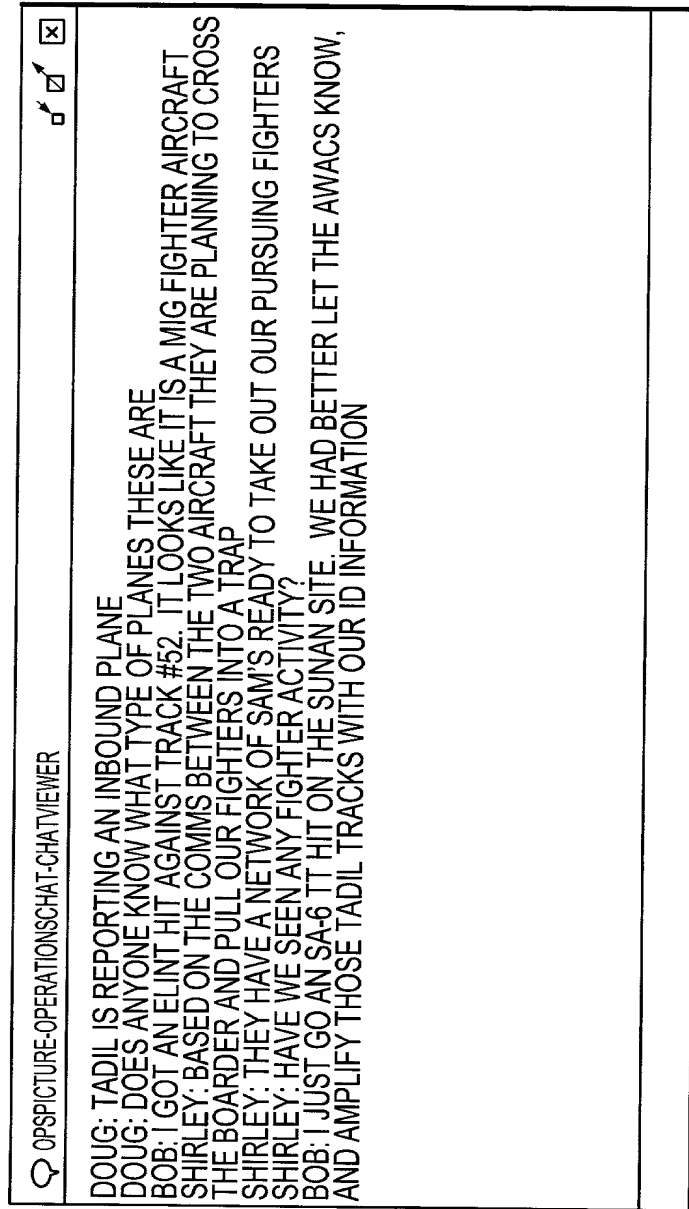 OPSPICTURE-OPERATIONSCHAT-CHATVIEWER
DOUG: TADIL IS REPORTING AN INBOUND PLANE
DOUG: DOES ANYONE KNOW WHAT TYPE OF PLANES THESE ARE
BOB: I GOT AN ELINT HIT AGAINST TRACK #52. IT LOOKS LIKE IT IS A MIG FIGHTER AIRCRAFT
SHIRLEY: BASED ON THE COMMS BETWEEN THE TWO AIRCRAFT THEY ARE PLANNING TO CROSS
THE BOARDER AND PULL OUR FIGHTERS INTO A TRAP
SHIRLEY: THEY HAVE A NETWORK OF SAM'S READY TO TAKE OUT OUR PURSUING FIGHTERS
SHIRLEY: HAVE WE SEEN ANY FIGHTER ACTIVITY?
BOB: I JUST GO AN SA-6 TT HIT ON THE SUNAN SITE. WE HAD BETTER LET THE AWACS KNOW,
AND AMPLIFY THOSE TADIL TRACKS WITH OUR ID INFORMATION